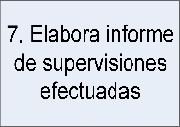 7. Elabora informe
de supervisiones
efectuadas